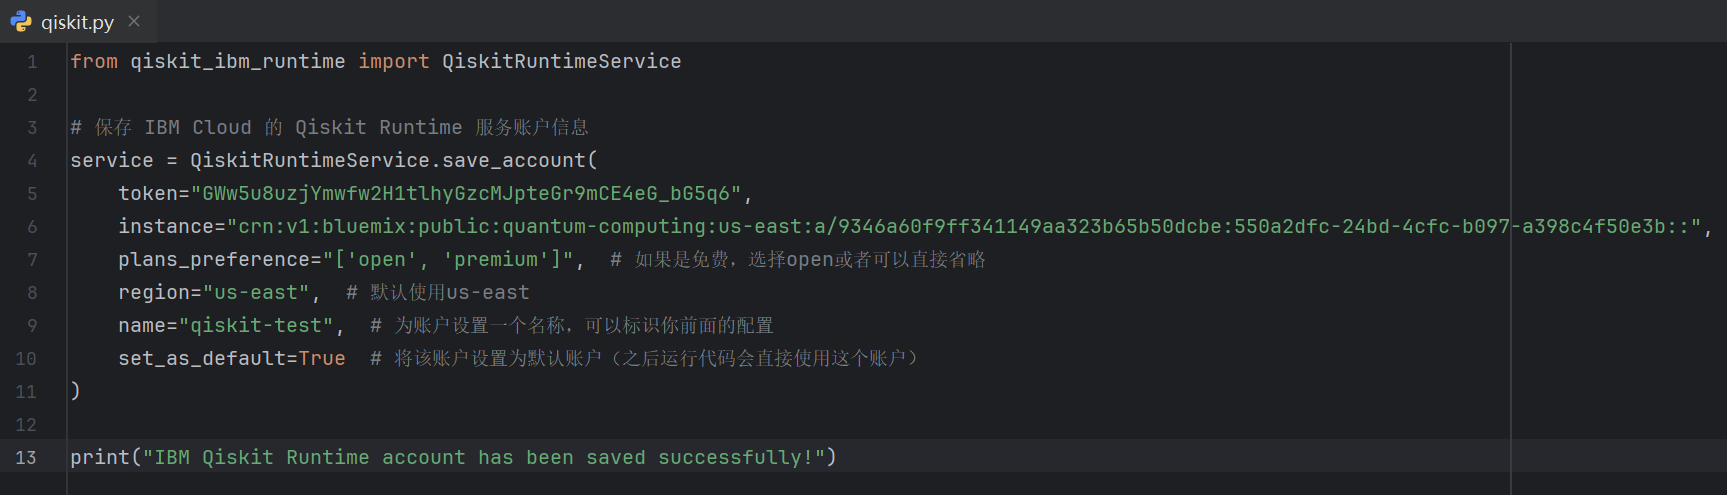 qiskit.py
1 from qiskit_ibm_runtime import QiskitRuntimeService
2
3 # 保存 IBM Cloud 的 Qiskit Runtime 服务账户信息
4 service = QiskitRuntimeService.save_account(
5     token="GWw5u8uzjYmwfw2H1tlhyGzcMJpteGr9mCE4eG_bG5q6",
6     instance="crn:v1:bluemix:public:quantum-computing:us-east:a/9346a60f9ff341149aa323b65b50dcbe:550a2dfc-24bd-4cfc-b097-a398c4f50e3b::",
7     plans_preference="['open', 'premium']",  # 如果是免费，选择open或者可以直接省略
8     region="us-east",  # 默认使用us-east
9     name="qiskit-test",  # 为账户设置一个名称，可以标识你前面的配置
10     set_as_default=True  # 将该账户设置为默认账户（之后运行代码会直接使用这个账户）
11 )
12
13 print("IBM Qiskit Runtime account has been saved successfully!")